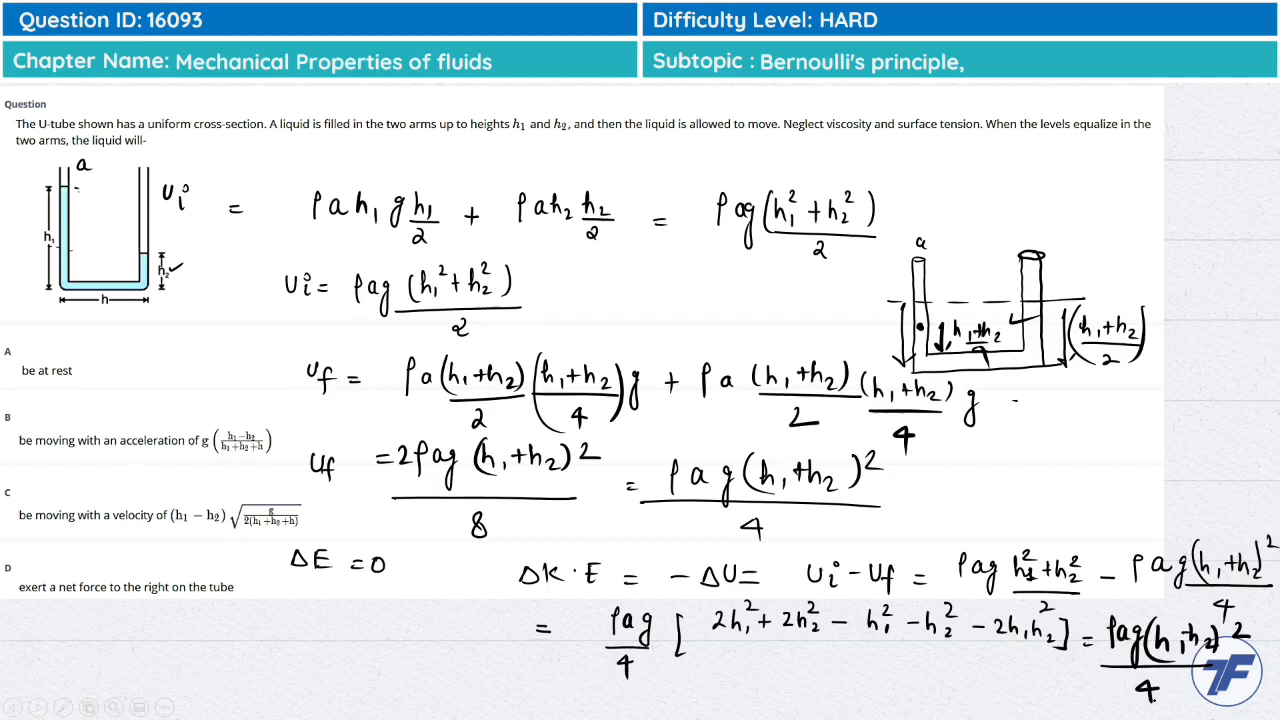 Question ID: 16093
Difficulty Level: HARD
Chapter Name: Mechanical Properties of fluids
Subtopic : Bernoulli's principle,
Question
The U-tube shown has a uniform cross-section. A liquid is filled in the two arms up to heights h₁ and h₂, and then the liquid is allowed to move. Neglect viscosity and surface tension. When the levels equalize in the
two arms, the liquid will-
a
h₁
h₂
h
Ui = ρah₁g h₁/2 + ρah₂ h₂/2 = ρag(h₁² + h₂²)/2
Ui = ρag (h₁² + h₂²)/2
a
h₁+h₂/4
(h₁+h₂/2)
A
be at rest
Uf = ρa(h₁+h₂)/2 (h₁+h₂/4)g + ρa (h₁+h₂)/2 (h₁+h₂)/4 g
B
be moving with an acceleration of g (h₁−h₂/h₁+h₂+h)
Uf = 2ρag (h₁+h₂)2/8 = ρag(h₁+h₂)²/4
C
be moving with a velocity of (h₁ − h₂) √g/2(h₁+h₂+h)
ΔE = 0
D
exert a net force to the right on the tube
ΔK·E = −ΔU = Ui − Uf = ρag h₁²+h₂² − ρag(h₁+h₂)²/4
= ρag/4 [2h₁² + 2h₂² − h₁² − h₂² − 2h₁h₂²] = ρag(h₁-h₂)2/4